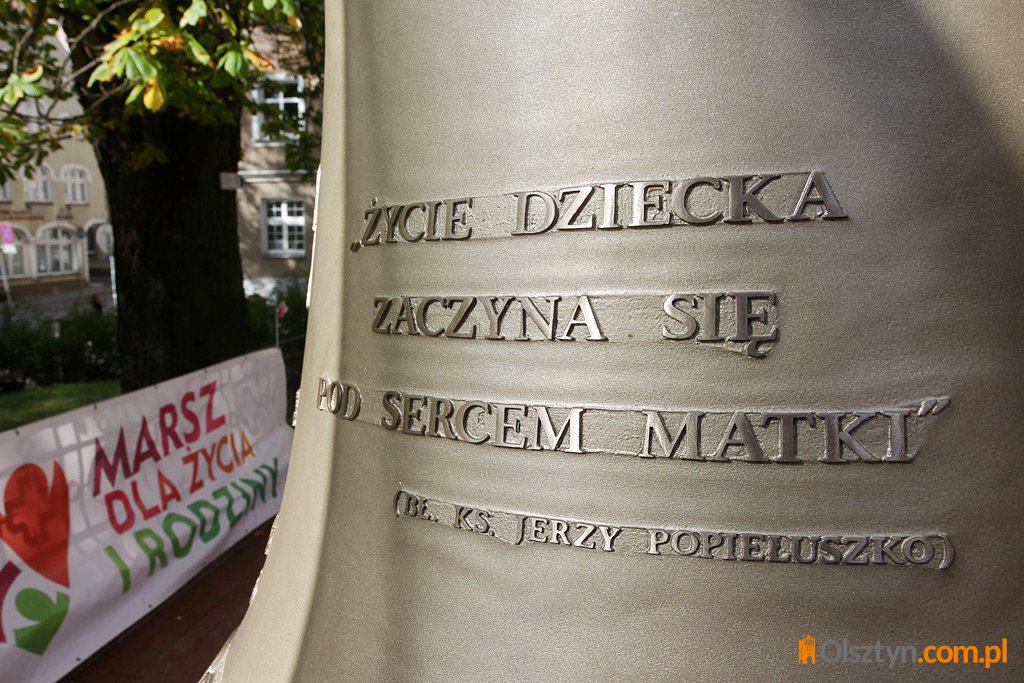 „ŻYCIE DZIECKA
ZACZYNA SIĘ
POD SERCEM MATKI”
(BŁ. KS. JERZY POPIEŁUSZKO)
MARSZ
DLA ŻYCIA
I RODZINY
Olsztyn.com.pl